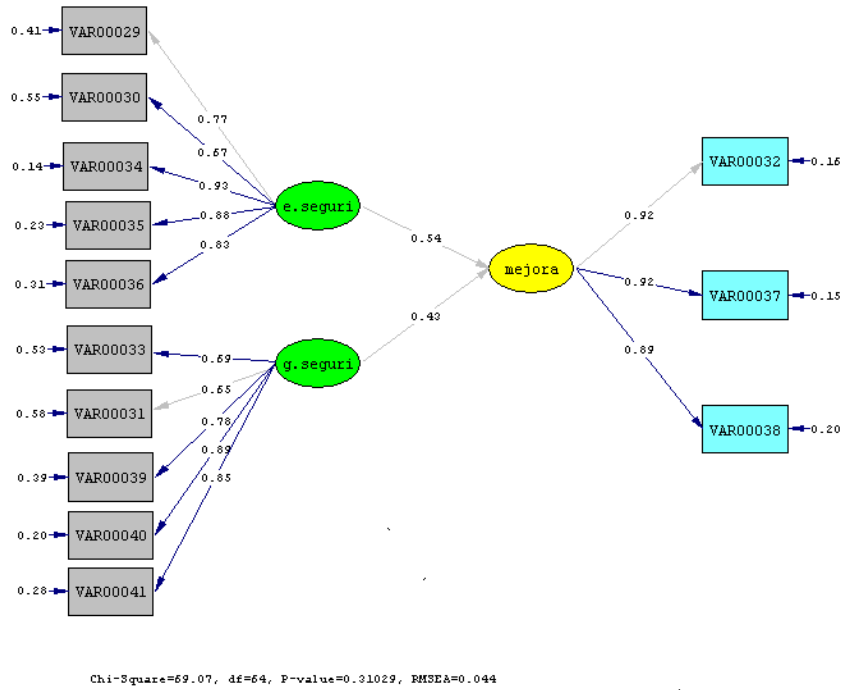 0.41 VAR00029
0.55 VAR00030
0.14 VAR00034
0.23 VAR00035
0.31 VAR00036
0.53 VAR00033
0.58 VAR00031
0.39 VAR00039
0.20 VAR00040
0.28 VAR00041
0.77
0.67
0.93
0.88
0.83
0.69
0.65
0.78
0.89
0.85
e.seguri
g.seguri
0.54
0.43
mejora
0.92
0.92
0.89
VAR00032 0.16
VAR00037 0.15
VAR00038 0.20
Chi-Square=69.07, df=64, P-value=0.31029, RMSEA=0.044